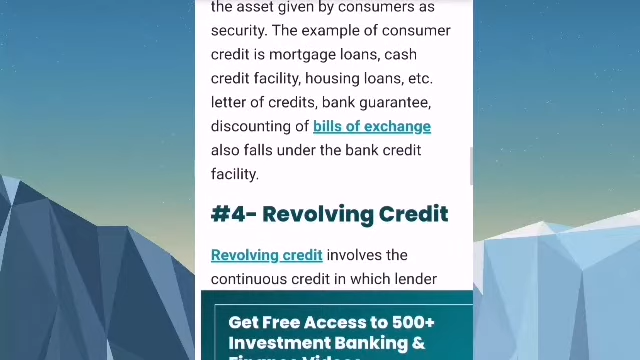 the asset given by consumers as
security. The example of consumer
credit is mortgage loans, cash
credit facility, housing loans, etc.
letter of credits, bank guarantee,
discounting of bills of exchange
also falls under the bank credit
facility.
#4- Revolving Credit
Revolving credit involves the
continuous credit in which lender
Get Free Access to 500+
Investment Banking &
Finance Videos